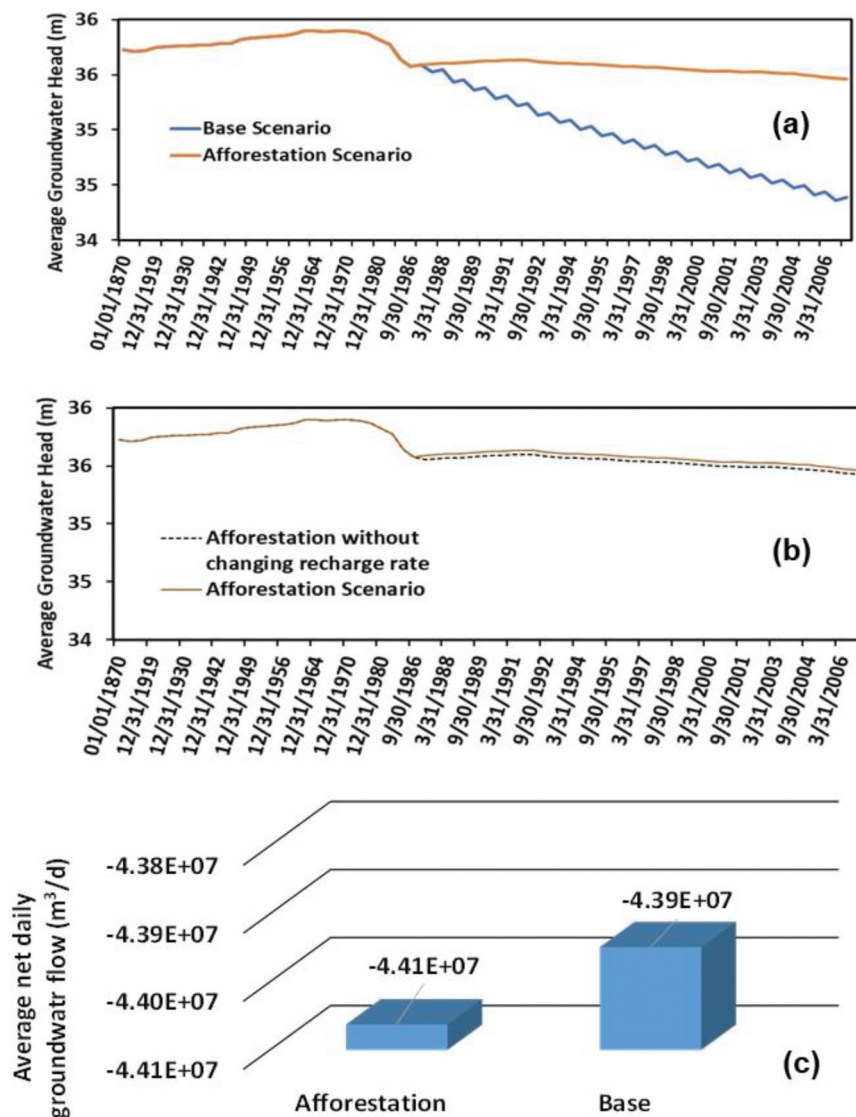 Average Groundwater Head (m)
36
36
35
35
34
Base Scenario
Afforestation Scenario
(a)
01/01/1870
12/31/1919
12/31/1930
12/31/1942
12/31/1949
12/31/1956
12/31/1964
12/31/1970
12/31/1980
9/30/1986
3/31/1988
9/30/1989
3/31/1991
9/30/1992
3/31/1994
9/30/1995
3/31/1997
9/30/1998
3/31/2000
9/30/2001
3/31/2003
9/30/2004
3/31/2006
Average Groundwater Head (m)
36
36
35
35
34
Afforestation without
changing recharge rate
Afforestation Scenario
(b)
01/01/1870
12/31/1919
12/31/1930
12/31/1942
12/31/1949
12/31/1956
12/31/1964
12/31/1970
12/31/1980
9/30/1986
3/31/1988
9/30/1989
3/31/1991
9/30/1992
3/31/1994
9/30/1995
3/31/1997
9/30/1998
3/31/2000
9/30/2001
3/31/2003
9/30/2004
3/31/2006
Average net daily
groundwatr flow (m³/d)
-4.38E+07
-4.39E+07
-4.40E+07
-4.41E+07
-4.41E+07
-4.39E+07
Afforestation
Base
(c)